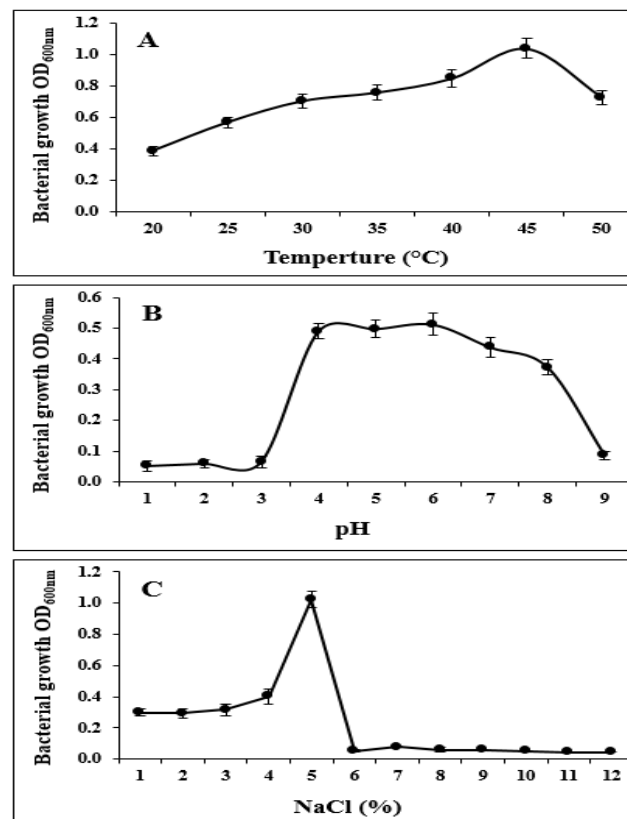 A
Bacterial growth OD600nm
1.2
1.0
0.8
0.6
0.4
0.2
0.0
20 25 30 35 40 45 50
Temperture (°C)
B
Bacterial growth OD600nm
0.6
0.5
0.4
0.3
0.2
0.1
0.0
1 2 3 4 5 6 7 8 9
pH
C
Bacterial growth OD600nm
1.2
1.0
0.8
0.6
0.4
0.2
0.0
1 2 3 4 5 6 7 8 9 10 11 12
NaCl (%)